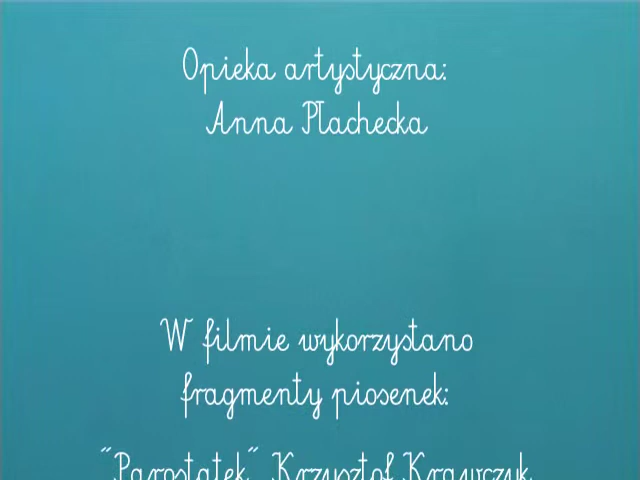 Opieka artystyczna:
Anna Płachecka
W filmie wykorzystano
fragmenty piosenek:
"Parostatek" Krzysztof Krawczyk